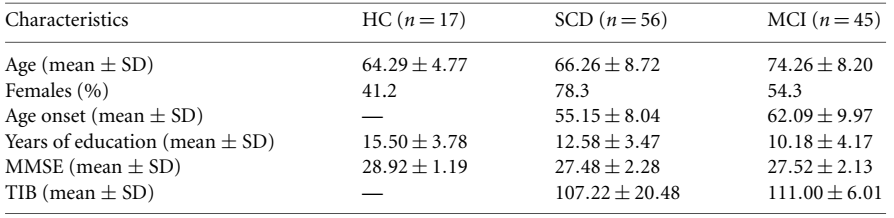 Characteristics HC (n = 17) SCD (n = 56) MCI (n = 45)
Age (mean ± SD) 64.29 ± 4.77 66.26 ± 8.72 74.26 ± 8.20
Females (%) 41.2 78.3 54.3
Age onset (mean ± SD) — 55.15 ± 8.04 62.09 ± 9.97
Years of education (mean ± SD) 15.50 ± 3.78 12.58 ± 3.47 10.18 ± 4.17
MMSE (mean ± SD) 28.92 ± 1.19 27.48 ± 2.28 27.52 ± 2.13
TIB (mean ± SD) — 107.22 ± 20.48 111.00 ± 6.01